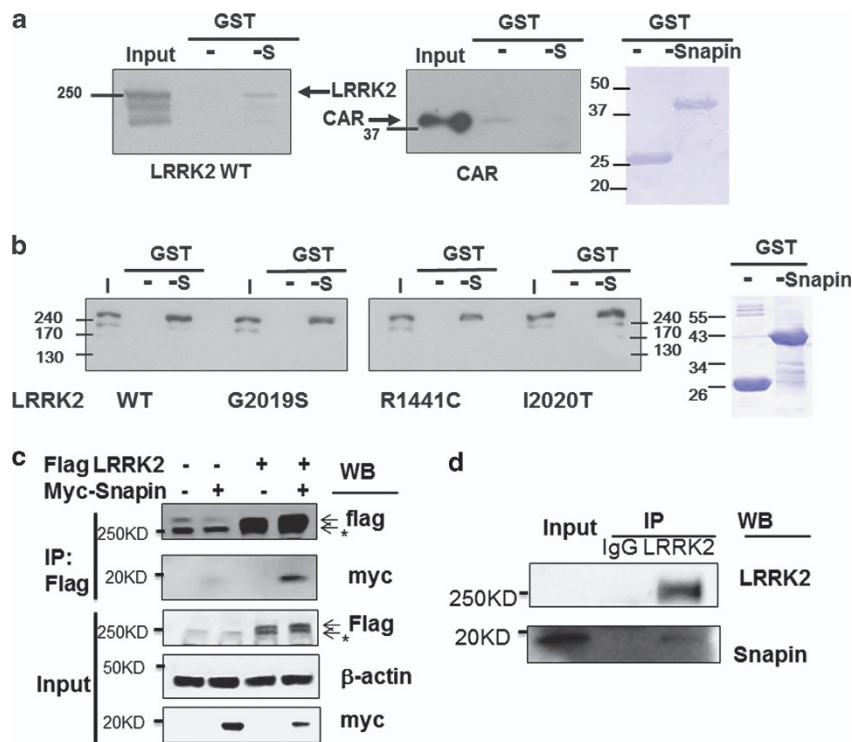 a
GST GST GST
Input - -S Input - -S - -Snapin
250 LRRK2 CAR 37 50 37 25 20
LRRK2 WT CAR
b
GST GST GST GST GST
I - -S I - -S I - -S I - -S - -Snapin
240 170 130 240 170 130 55 43 34 26
LRRK2 WT G2019S R1441C I2020T
c
Flag LRRK2 - - + + WB
Myc-Snapin - + - +
IP: Flag
250KD flag *
20KD myc
Input
250KD Flag *
50KD β-actin
20KD myc
d
Input IP WB
IgG LRRK2
250KD LRRK2
20KD Snapin